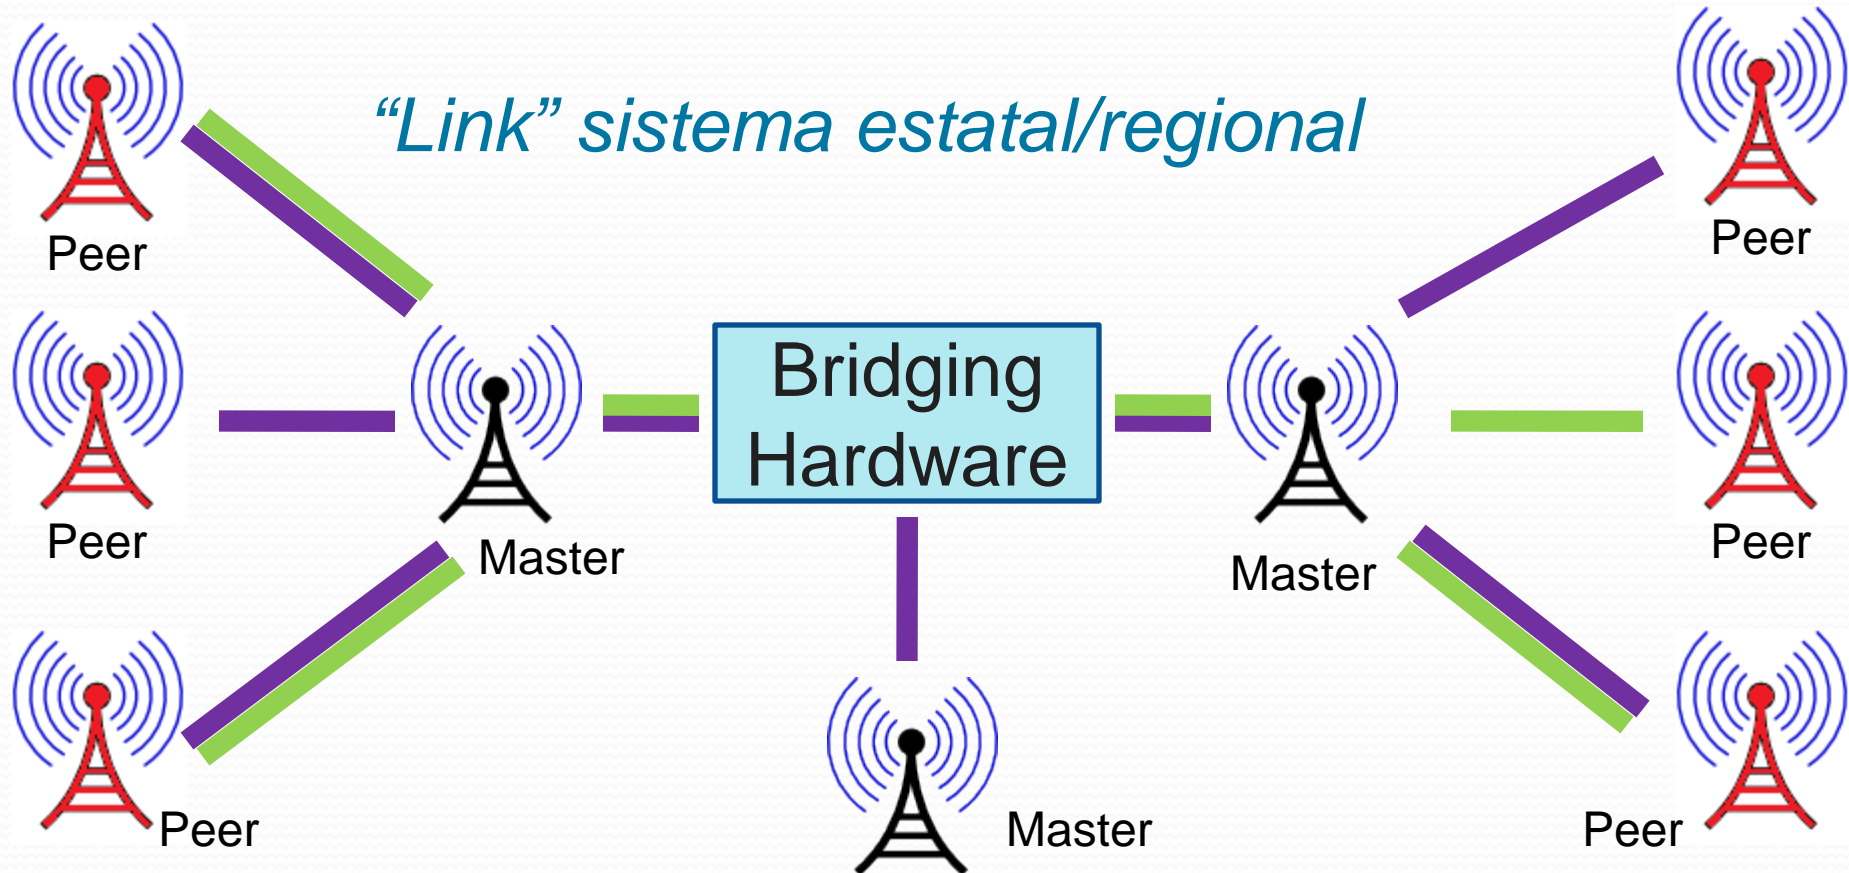 “Link” sistema estatal/regional
Peer
Peer
Bridging
Hardware
Peer
Peer
Master
Master
Peer
Master
Peer